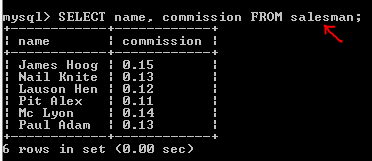 mysql> SELECT name, commission FROM salesman;
+------------+------------+
| name | commission |
+------------+------------+
| James Hoog | 0.15 |
| Nail Knite | 0.13 |
| Lauson Hen | 0.12 |
| Pit Alex | 0.11 |
| Mc Lyon | 0.14 |
| Paul Adam | 0.13 |
+------------+------------+
6 rows in set (0.00 sec)